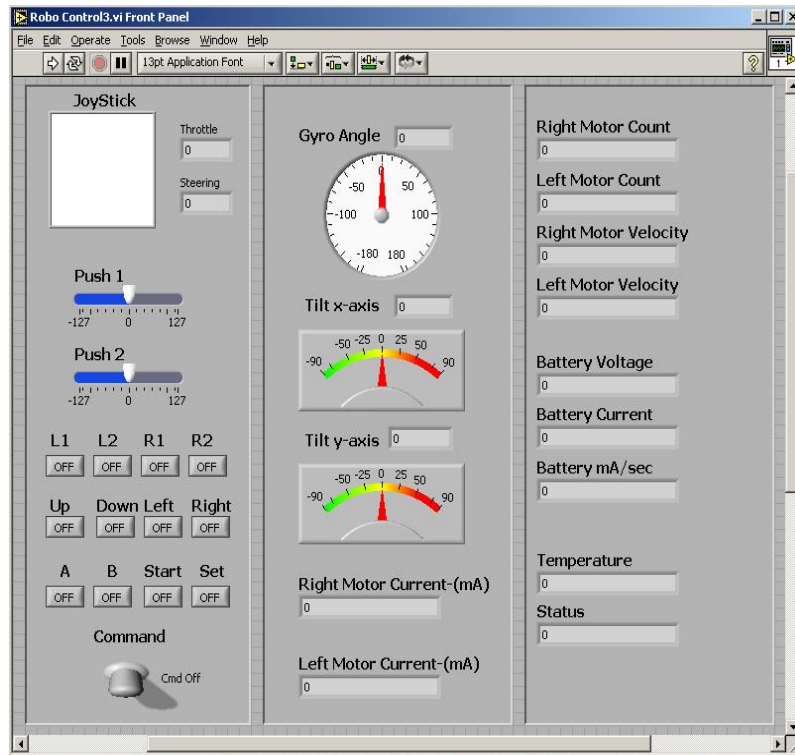 Robo Control3.vi Front Panel
File Edit Operate Tools Browse Window Help
13pt Application Font
?
1
JoyStick
Throttle
0
Steering
0
Push 1
-127 0 127
Push 2
-127 0 127
L1 L2 R1 R2
OFF OFF OFF OFF
Up Down Left Right
OFF OFF OFF OFF
A B Start Set
OFF OFF OFF OFF
Command
Cmd Off
Gyro Angle 0
0
-50 50
-100 100
-180 180
Tilt x-axis 0
-90 -50 -25 0 25 50 90
Tilt y-axis 0
-90 -50 -25 0 25 50 90
Right Motor Current-(mA)
0
Left Motor Current-(mA)
0
Right Motor Count
0
Left Motor Count
0
Right Motor Velocity
0
Left Motor Velocity
0
Battery Voltage
0
Battery Current
0
Battery mA/sec
0
Temperature
0
Status
0